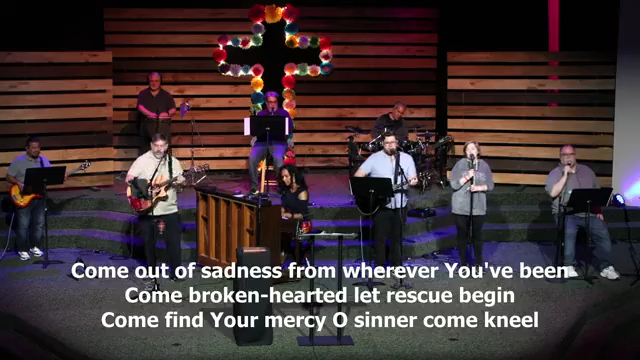 Come out of sadness from wherever You've been
Come broken-hearted let rescue begin
Come find Your mercy O sinner come kneel